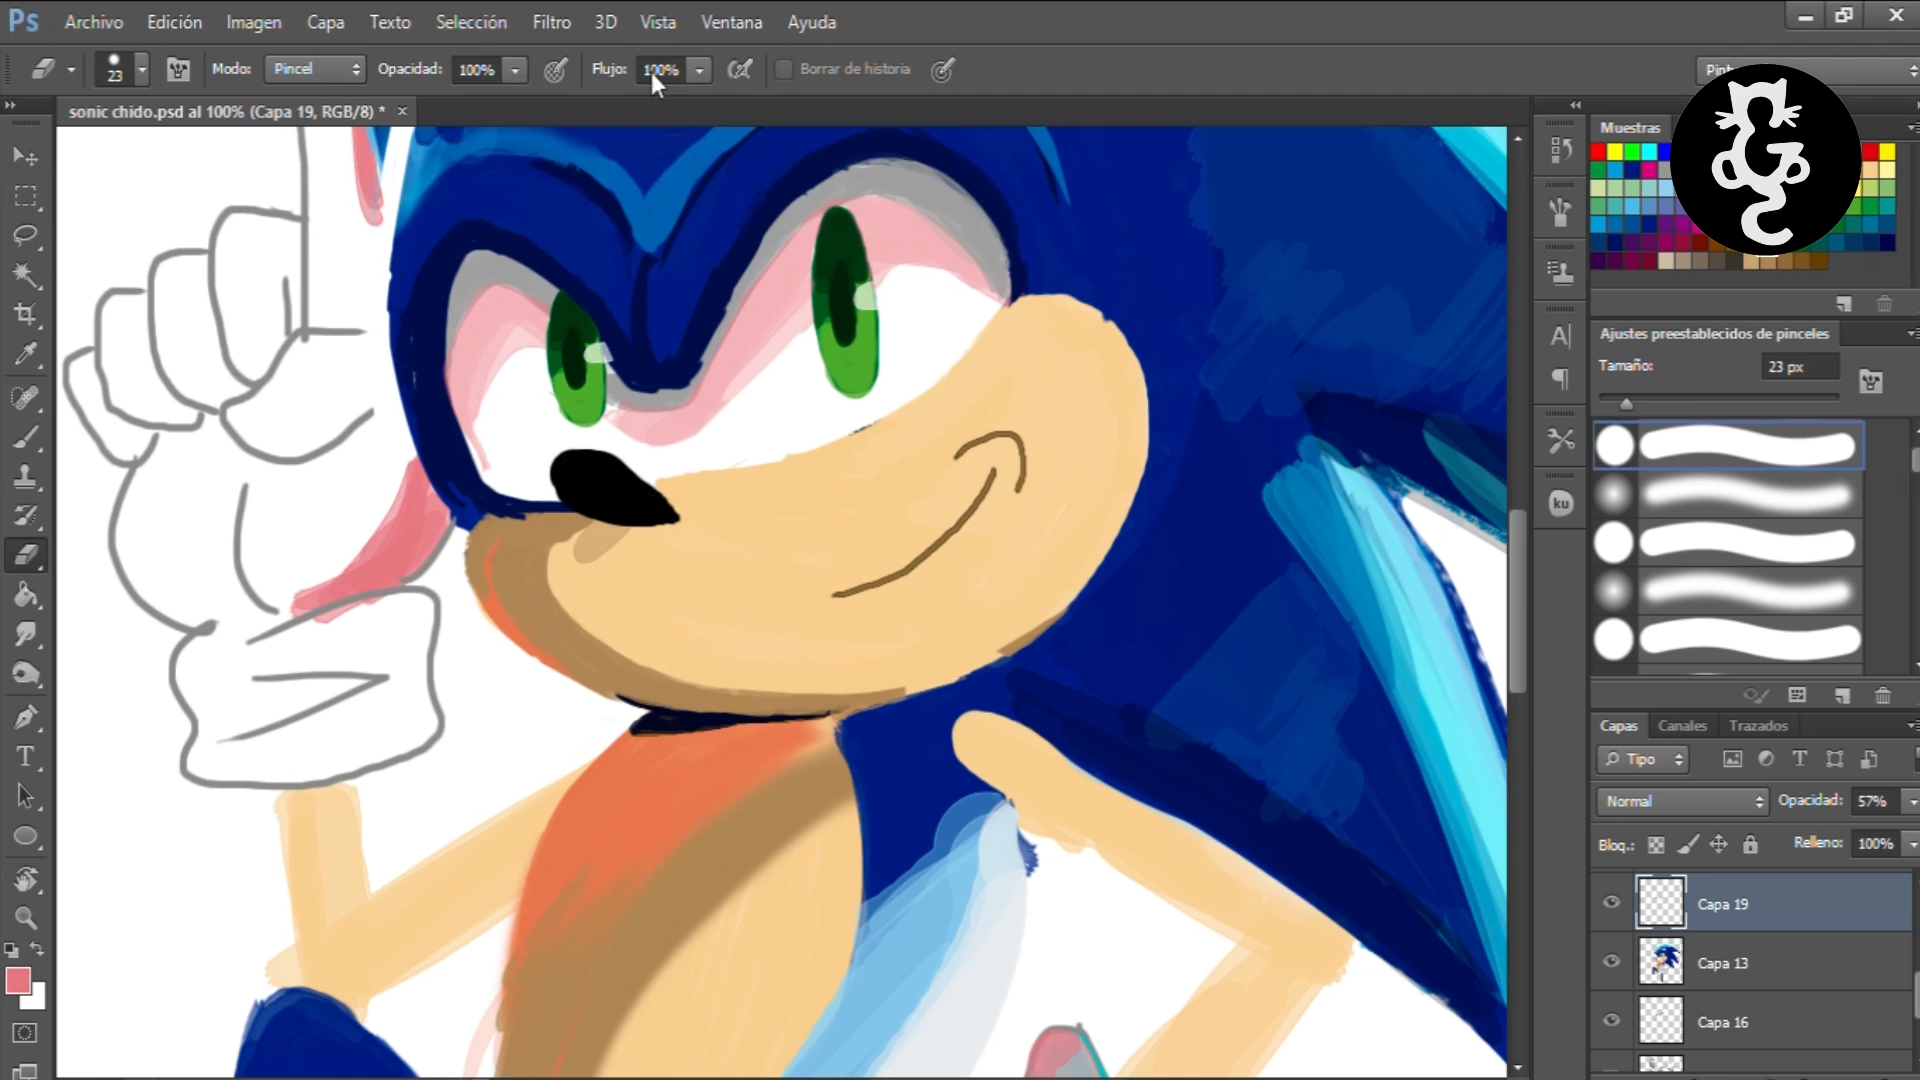 Ps Archivo Edición Imagen Capa Texto Selección Filtro 3D Vista Ventana Ayuda
23 Modo: Pincel Opacidad: 100% Flujo: 100% Borrar de historia
sonic chido.psd al 100% (Capa 19, RGB/8) * ×
Muestras
Ajustes preestablecidos de pinceles
Tamaño: 23 px
A
ku
Capas Canales Trazados
Tipo
Normal Opacidad: 57%
Bloq.: Relleno: 100%
Capa 19
Capa 13
Capa 16
T